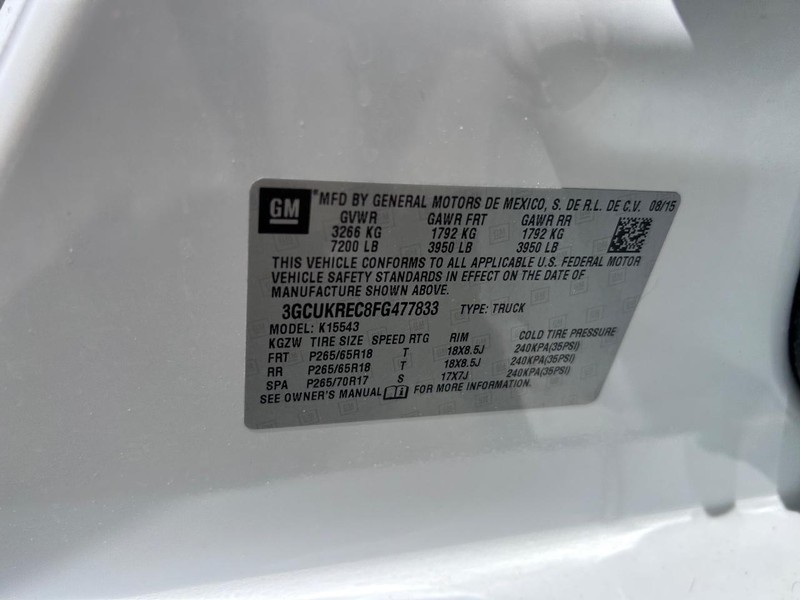 GM ®MFD BY GENERAL MOTORS DE MEXICO, S. DE R.L. DE C.V. 08/15
GVWR GAWR FRT GAWR RR
3266 KG 1792 KG 1792 KG
7200 LB 3950 LB 3950 LB
THIS VEHICLE CONFORMS TO ALL APPLICABLE U.S. FEDERAL MOTOR
VEHICLE SAFETY STANDARDS IN EFFECT ON THE DATE OF
MANUFACTURE SHOWN ABOVE.
3GCUKREC8FG477833 TYPE: TRUCK
MODEL: K15543
KGZW TIRE SIZE SPEED RTG RIM COLD TIRE PRESSURE
FRT P265/65R18 T 18X8.5J 240KPA(35PSI)
RR P265/65R18 T 18X8.5J 240KPA(35PSI)
SPA P265/70R17 S 17X7J 240KPA(35PSI)
SEE OWNER'S MANUAL FOR MORE INFORMATION.